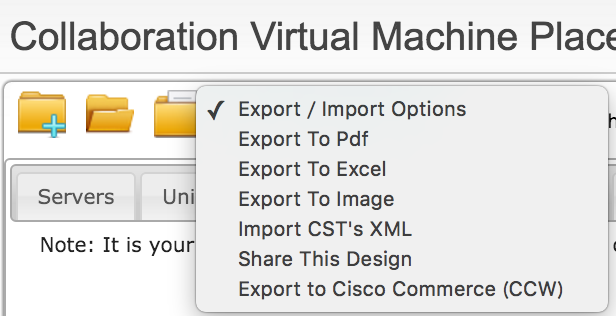 Collaboration Virtual Machine Place
✓ Export / Import Options
Export To Pdf
Export To Excel
Export To Image
Import CST's XML
Share This Design
Export to Cisco Commerce (CCW)
Servers
Uni
Note: It is your